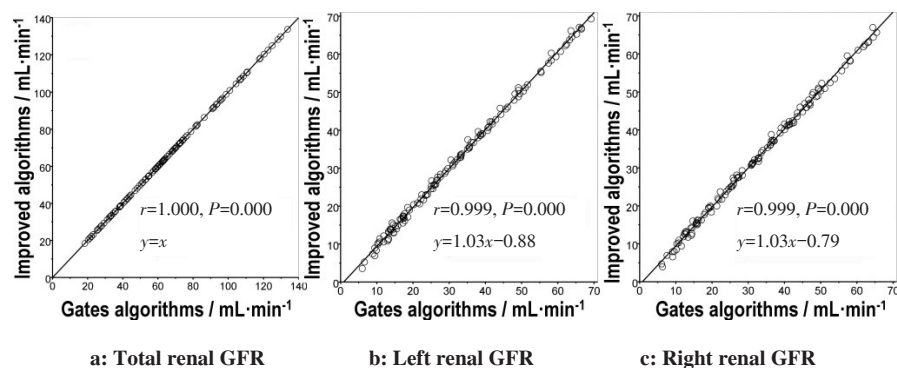 Improved algorithms / mL·min⁻¹
140
120
100
80
60
40
20
0
r=1.000, P=0.000
y=x
0 20 40 60 80 100 120 140
Gates algorithms / mL·min⁻¹
a: Total renal GFR
Improved algorithms / mL·min⁻¹
70
60
50
40
30
20
10
0
r=0.999, P=0.000
y=1.03x−0.88
0 10 20 30 40 50 60 70
Gates algorithms / mL·min⁻¹
b: Left renal GFR
Improved algorithms / mL·min⁻¹
70
60
50
40
30
20
10
0
r=0.999, P=0.000
y=1.03x−0.79
0 10 20 30 40 50 60 70
Gates algorithms / mL·min⁻¹
c: Right renal GFR